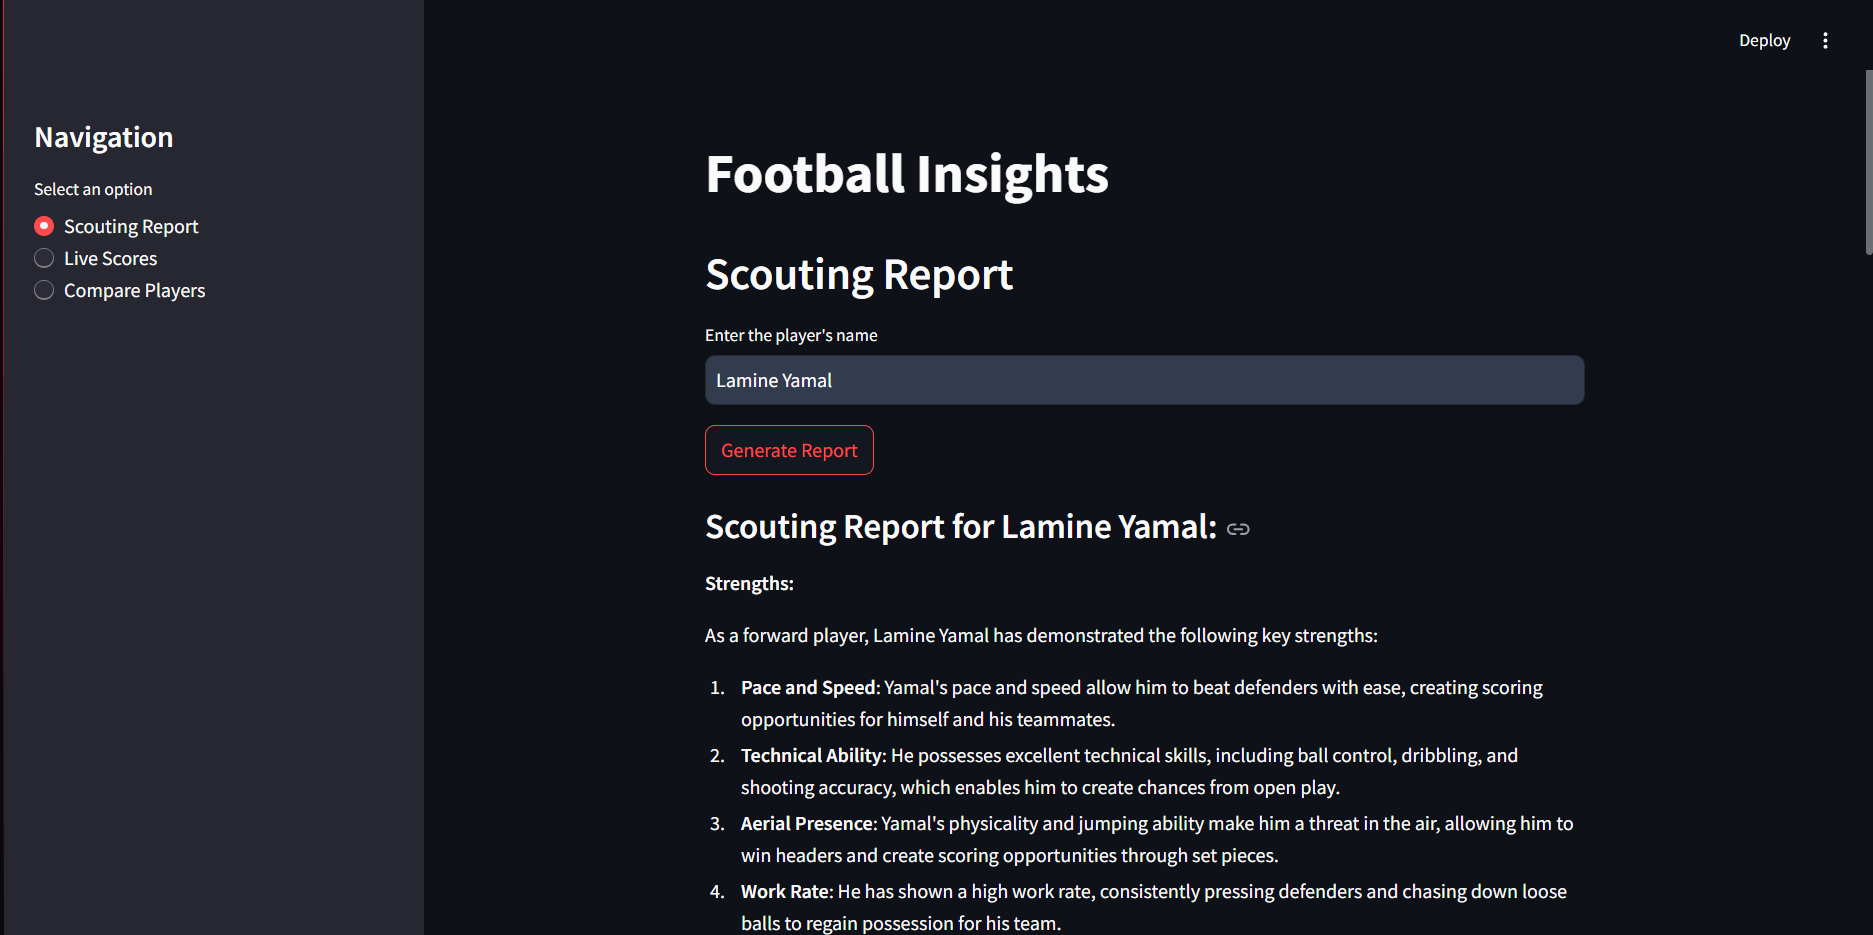 Deploy
Navigation
Select an option
Scouting Report
Live Scores
Compare Players
Football Insights
Scouting Report
Enter the player's name
Lamine Yamal
Generate Report
Scouting Report for Lamine Yamal:
Strengths:
As a forward player, Lamine Yamal has demonstrated the following key strengths:
1. Pace and Speed: Yamal's pace and speed allow him to beat defenders with ease, creating scoring
opportunities for himself and his teammates.
2. Technical Ability: He possesses excellent technical skills, including ball control, dribbling, and
shooting accuracy, which enables him to create chances from open play.
3. Aerial Presence: Yamal's physicality and jumping ability make him a threat in the air, allowing him to
win headers and create scoring opportunities through set pieces.
4. Work Rate: He has shown a high work rate, consistently pressing defenders and chasing down loose
balls to regain possession for his team.